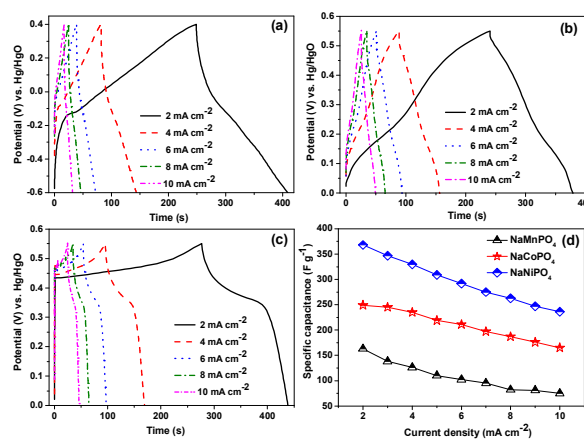 (a)
0.4
0.2
0.0
-0.2
-0.4
-0.6
Potential (V) vs. Hg/HgO
2 mA cm⁻²
4 mA cm⁻²
6 mA cm⁻²
8 mA cm⁻²
10 mA cm⁻²
0 100 200 300 400
Time (s)
(b)
0.6
0.5
0.4
0.3
0.2
0.1
0.0
Potential (V) vs. Hg/HgO
2 mA cm⁻²
4 mA cm⁻²
6 mA cm⁻²
8 mA cm⁻²
10 mA cm⁻²
0 100 200 300
Time (s)
(c)
0.6
0.5
0.4
0.3
0.2
0.1
0.0
Potential (V) vs. Hg/HgO
2 mA cm⁻²
4 mA cm⁻²
6 mA cm⁻²
8 mA cm⁻²
10 mA cm⁻²
0 100 200 300 400
Time (s)
(d)
400
350
300
250
200
150
100
50
0
Specific capacitance (F ⁻¹)
NaMnPO₄
NaCoPO₄
NaNiPO₄
2 4 6 8 10
Current density (mA cm⁻²)